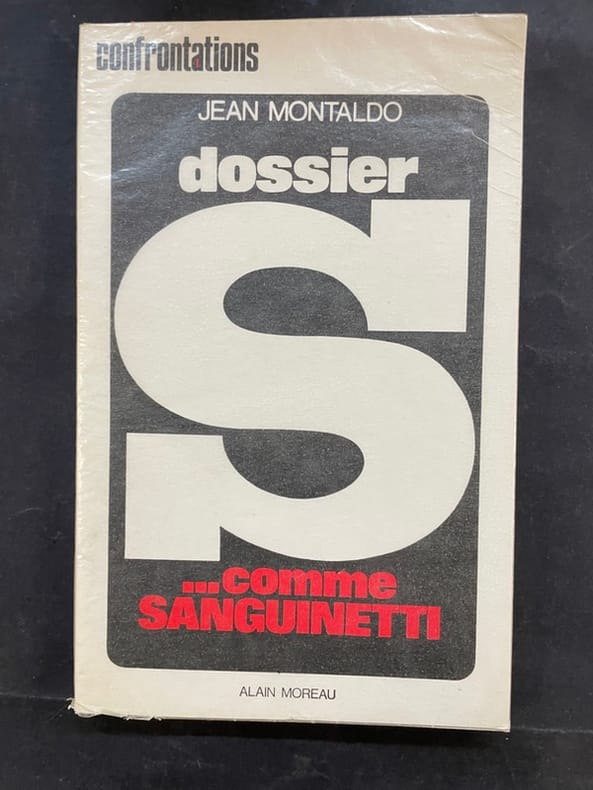 confrontations
JEAN MONTALDO
dossier
S
...comme
SANGUINETTI
ALAIN MOREAU